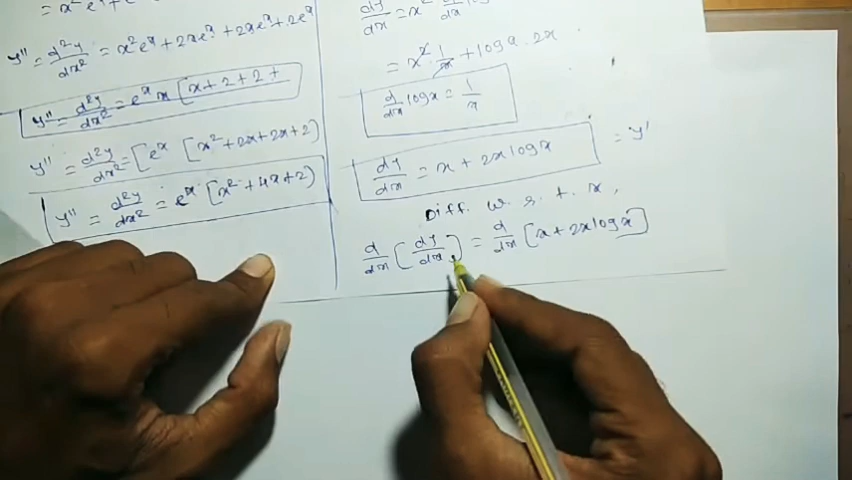 = x²eˣ +
y'' = d²y/dx² = x²eˣ + 2xeˣ + 2xeˣ + 2eˣ
y'' = d²y/dx² = eˣ x [x + 2 + 2 +
y'' = d²y/dx² = [eˣ [x² + 2x + 2x + 2]
y'' = d²y/dx² = eˣ [x² + 4x + 2]
dy/dx = x²
= x² · 1/x + log x · 2x
d/dx log x = 1/x
dy/dx = x + 2x log x = y'
Diff. w. r. t. x,
d/dx [dy/dx] = d/dx [x + 2x log x]